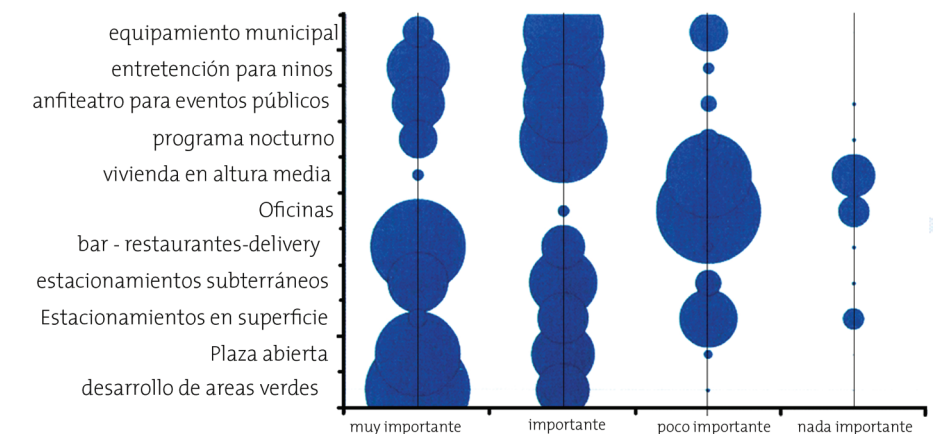 equipamiento municipal
entretención para ninos
anfiteatro para eventos públicos
programa nocturno
vivienda en altura media
Oficinas
bar - restaurantes-delivery
estacionamientos subterráneos
Estacionamientos en superficie
Plaza abierta
desarrollo de areas verdes
muy importante importante poco importante nada importante